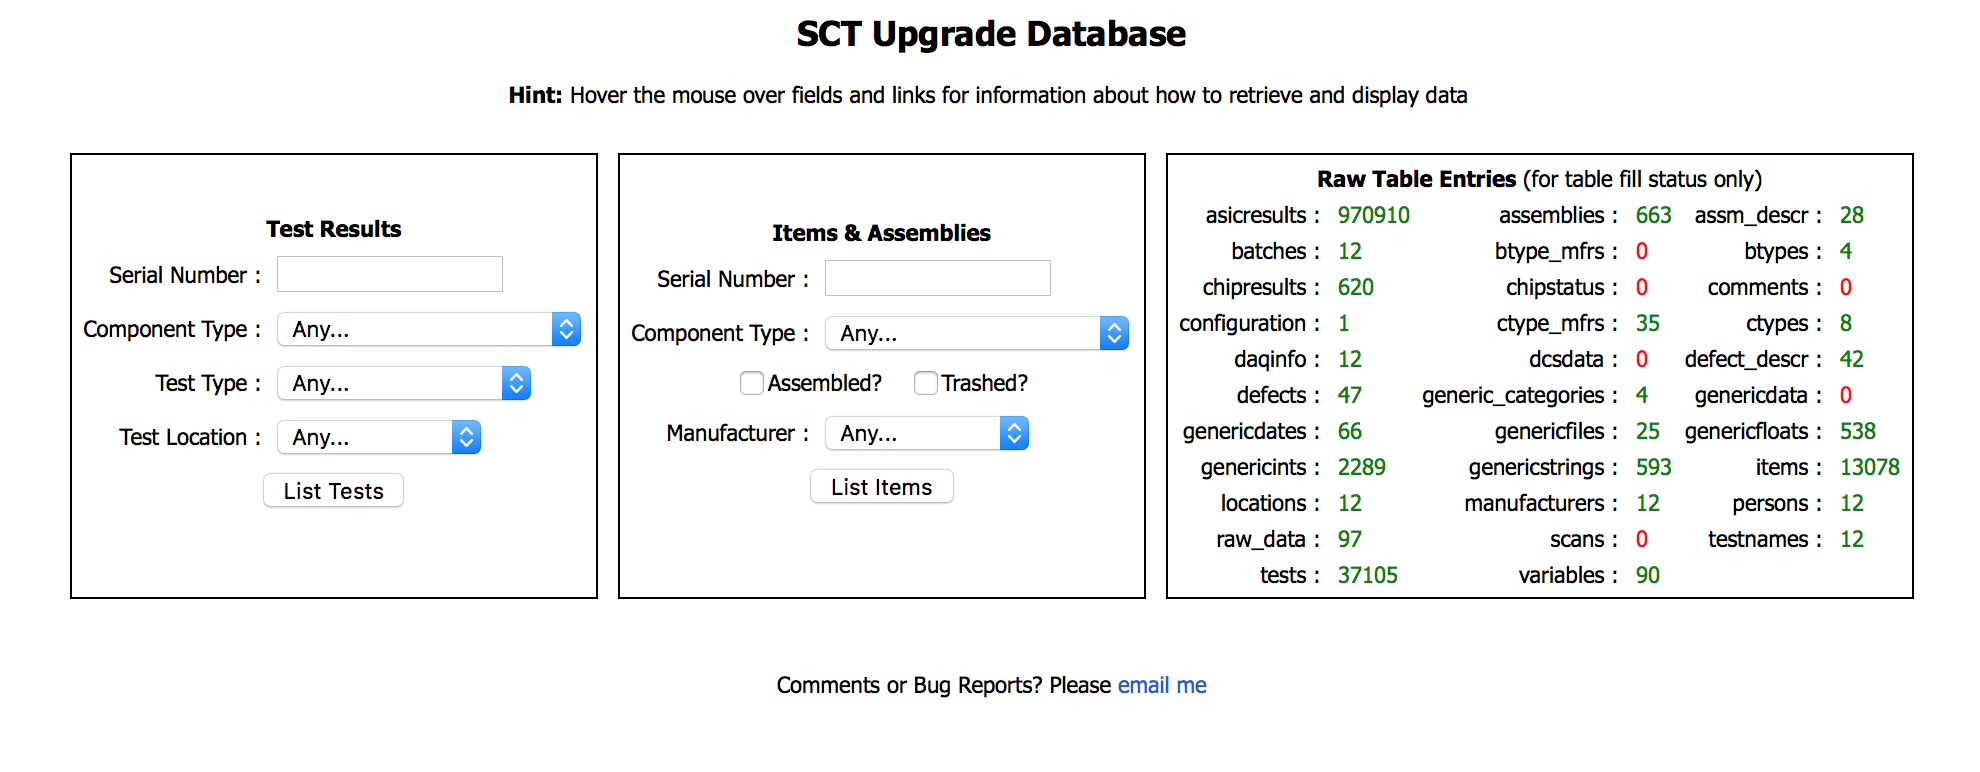 SCT Upgrade Database
Hint: Hover the mouse over fields and links for information about how to retrieve and display data
Test Results
Serial Number :
Component Type : Any...
Test Type : Any...
Test Location : Any...
List Tests
Items & Assemblies
Serial Number :
Component Type : Any...
Assembled? Trashed?
Manufacturer : Any...
List Items
Raw Table Entries (for table fill status only)
asicresults : 970910 assemblies : 663 assm_descr : 28
batches : 12 btype_mfrs : 0 btypes : 4
chipresults : 620 chipstatus : 0 comments : 0
configuration : 1 ctype_mfrs : 35 ctypes : 8
daqinfo : 12 dcsdata : 0 defect_descr : 42
defects : 47 generic_categories : 4 genericdata : 0
genericdates : 66 genericfiles : 25 genericfloats : 538
genericints : 2289 genericstrings : 593 items : 13078
locations : 12 manufacturers : 12 persons : 12
raw_data : 97 scans : 0 testnames : 12
tests : 37105 variables : 90
Comments or Bug Reports? Please email me